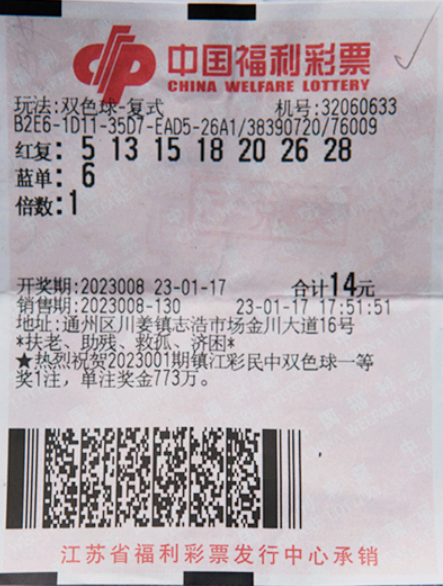 中国福利彩票
CHINA WELFARE LOTTERY
玩法:双色球-复式 机号:32060633
B2E6-1D11-35D7-EAD5-26A1/38390720/76009
红复: 5 13 15 18 20 26 28
蓝单: 6
倍数:1
开奖期:2023008 23-01-17 合计14元
销售期:2023008-130 23-01-17 17:51:51
地址:通州区川姜镇志浩市场金川大道16号
*扶老、助残、救孤、济困*
★热烈祝贺2023001期镇江彩民中双色球一等
奖1注，单注奖金773万。
江苏省福利彩票发行中心承销